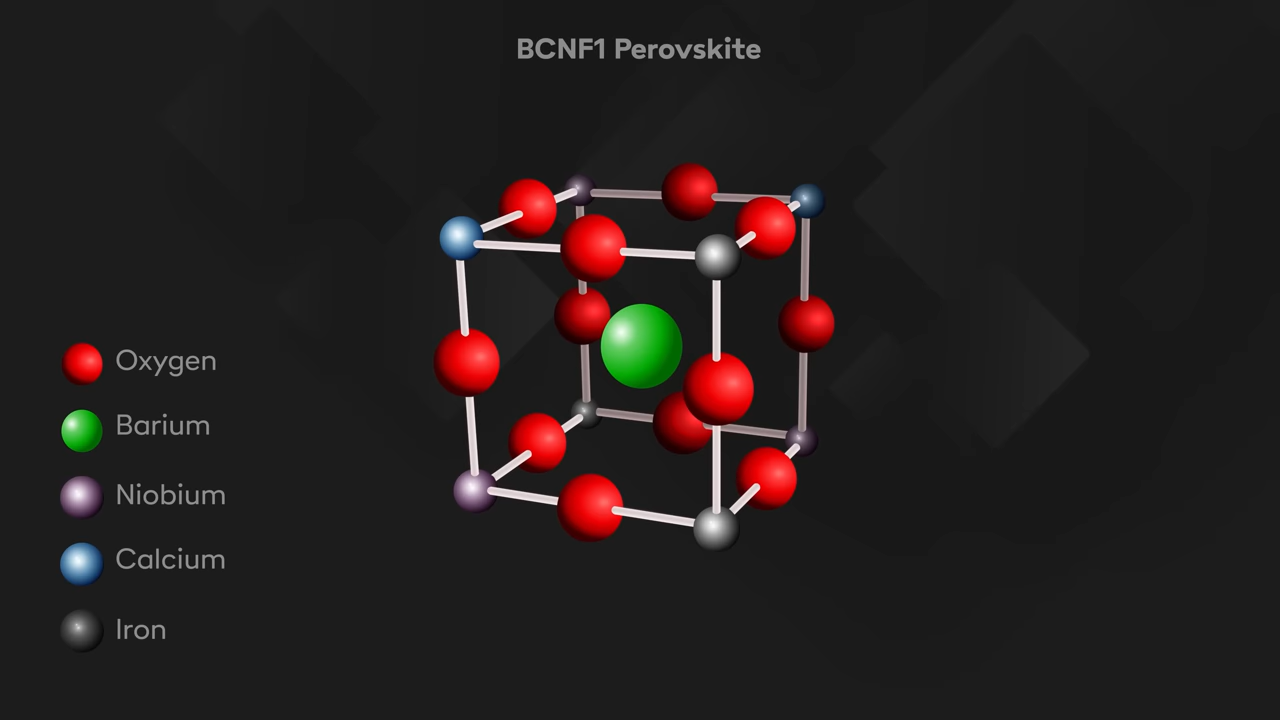 BCNF1 Perovskite
Oxygen
Barium
Niobium
Calcium
Iron